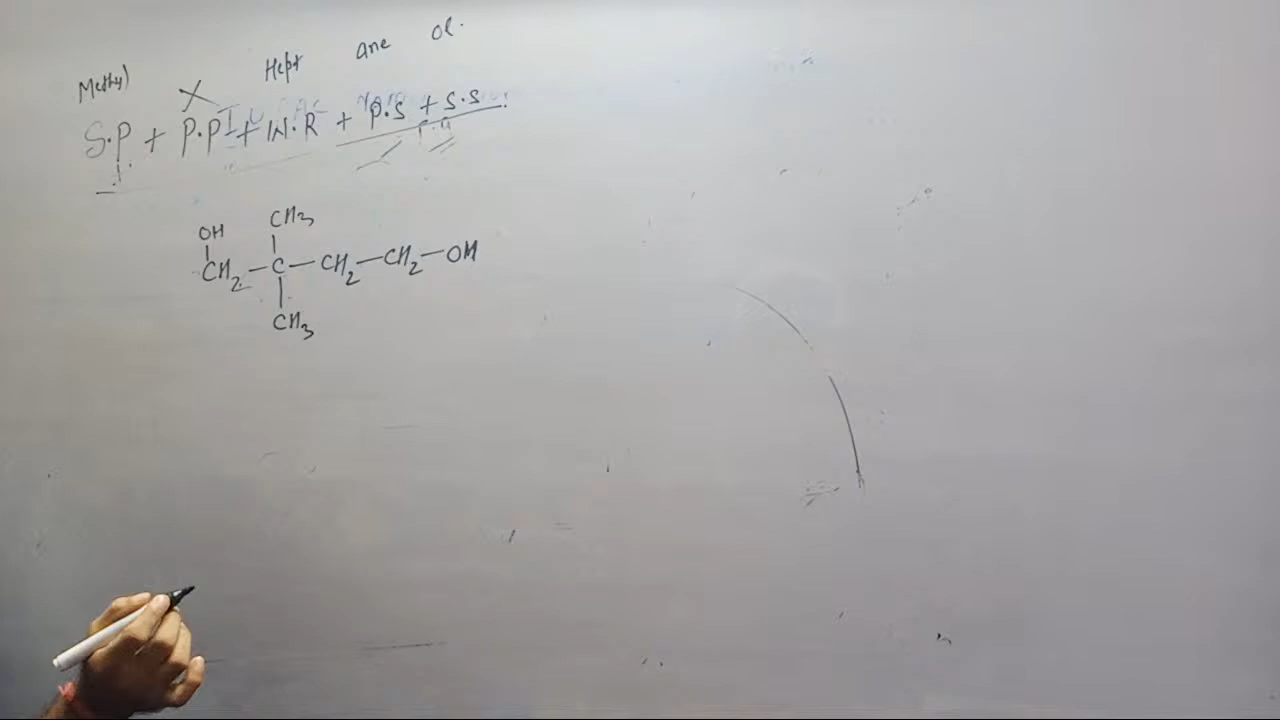 Methyl Hept ane ol.
S.P + P.P + W.R + P.S + S.S
OH CH3
CH2 - C - CH2 - CH2 - OH
CH3